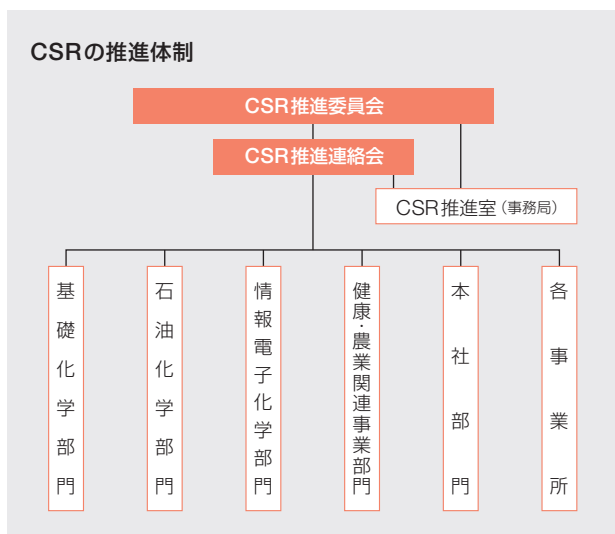 CSRの推進体制
CSR推進委員会
CSR推進連絡会
CSR推進室（事務局）
基礎化学部門
石油化学部門
情報電子化学部門
健康・農業関連事業部門
本社部門
各事業所